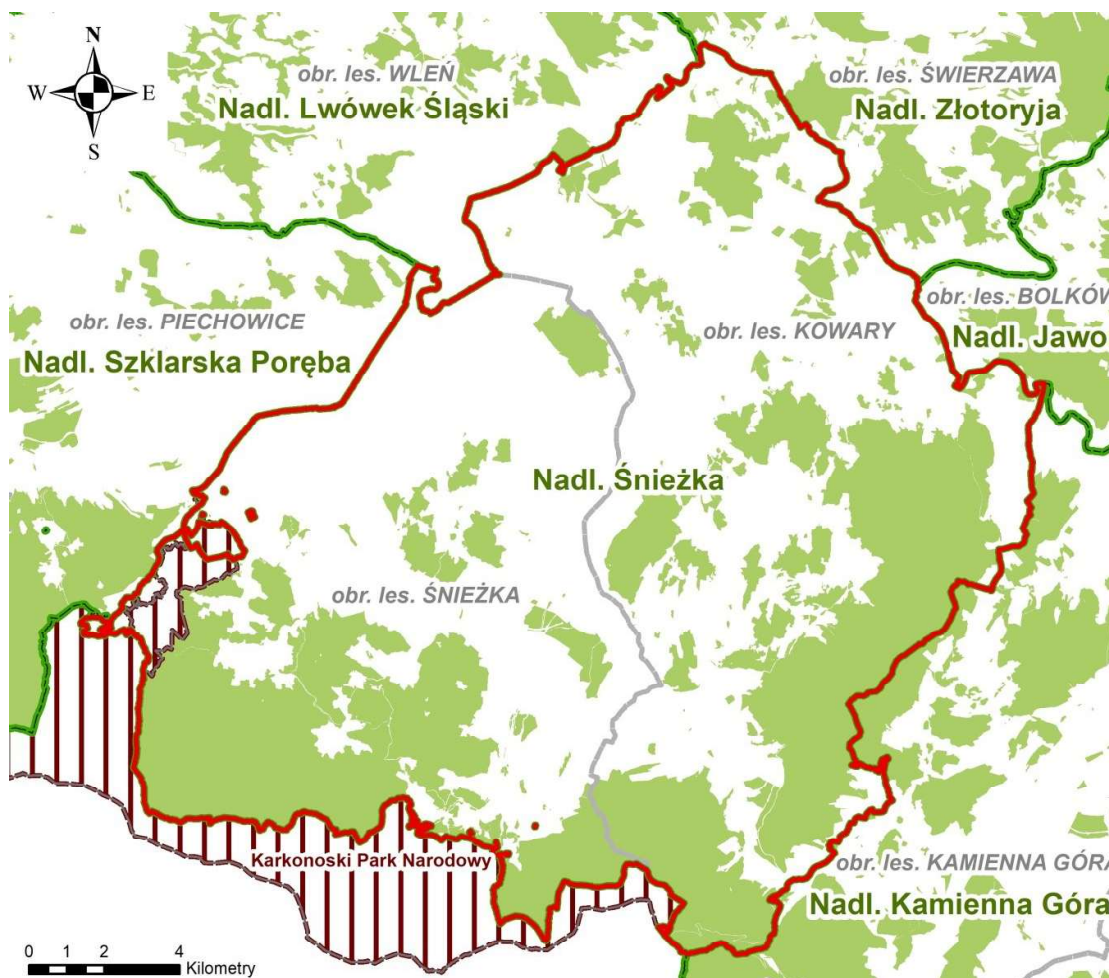 N
W E
S
obr. les. WLEŃ
Nadl. Lwówek Śląski
obr. les. ŚWIERZAWA
Nadl. Złotoryja
obr. les. BOLKÓW
Nadl. Jawo
obr. les. PIECHOWICE
Nadl. Szklarska Poręba
obr. les. KOWARY
Nadl. Śnieżka
obr. les. ŚNIEŻKA
Karkonoski Park Narodowy
obr. les. KAMIENNA GÓRA
Nadl. Kamienna Góra
0 1 2 4
Kilometry